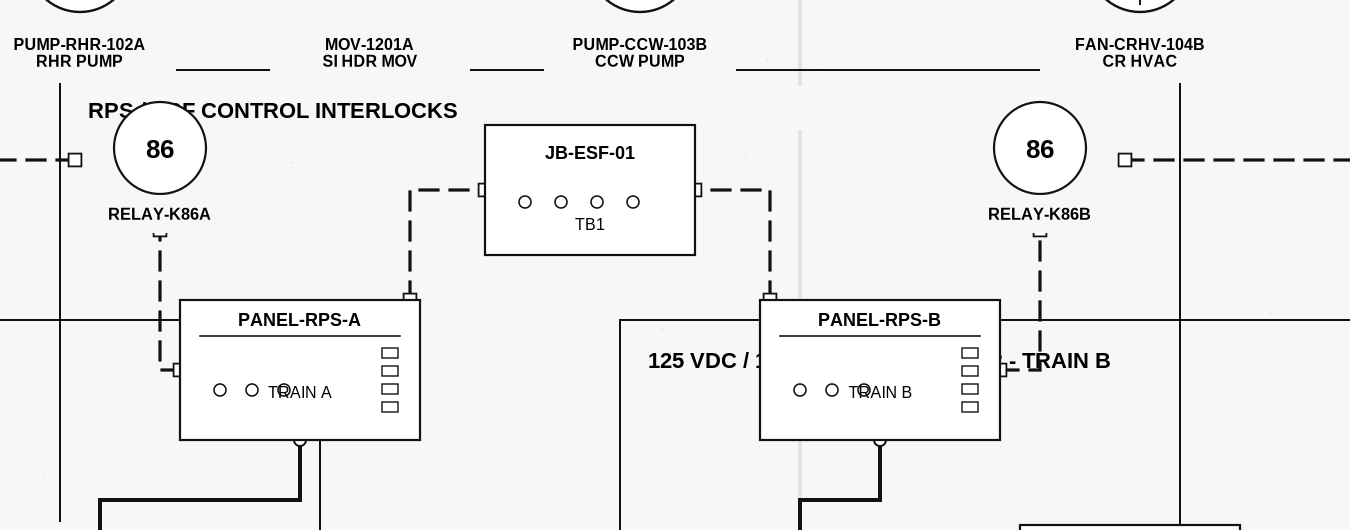 PUMP-RHR-102A
RHR PUMP
MOV-1201A
SI HDR MOV
PUMP-CCW-103B
CCW PUMP
FAN-CRHV-104B
CR HVAC
CONTROL INTERLOCKS
86
RELAY-K86A
JB-ESF-01
TB1
86
RELAY-K86B
PANEL-RPS-A
TRAIN A
PANEL-RPS-B
125 VDC /
- TRAIN B
TRAIN B